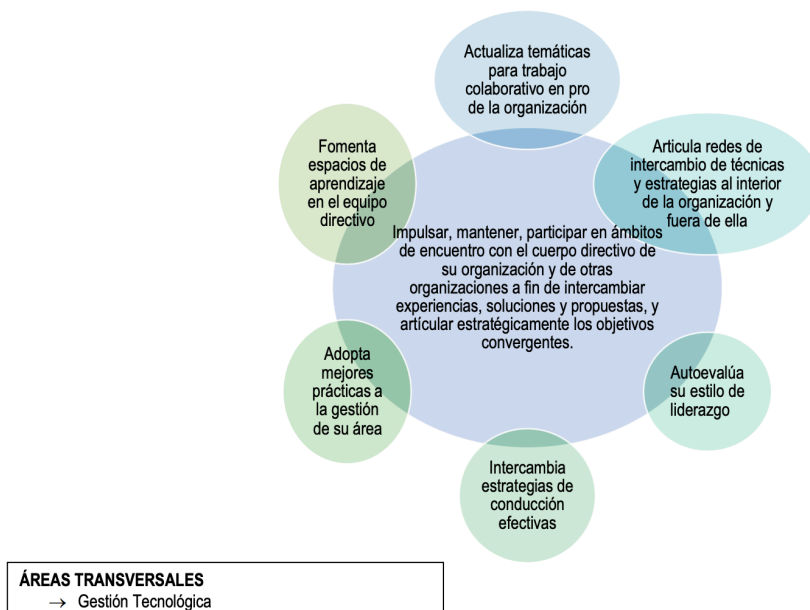 Actualiza temáticas
para trabajo
colaborativo en pro
de la organización
Articula redes de
intercambio de técnicas
y estrategias al interior
de la organización y
fuera de ella
Fomenta
espacios de
aprendizaje
en el equipo
directivo
Impulsar, mantener, participar en ámbitos
de encuentro con el cuerpo directivo de
su organización y de otras
organizaciones a fin de intercambiar
experiencias, soluciones y propuestas, y
artícular estratégicamente los objetivos
convergentes.
Adopta
mejores
prácticas a
la gestión
de su área
Autoevalúa
su estilo de
liderazgo
Intercambia
estrategias de
conducción
efectivas
ÁREAS TRANSVERSALES
→ Gestión Tecnológica